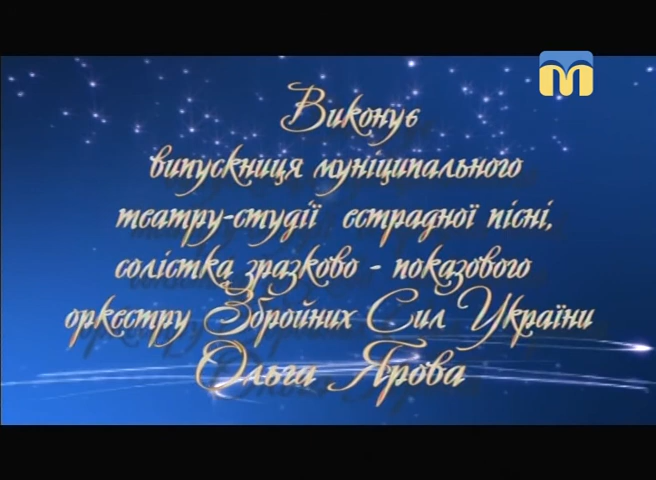 Виконує
випускниця муніципального
театру-студії естрадної пісні,
солістка зразково - показового
оркестру Збройних Сил України
Ольга Ярова